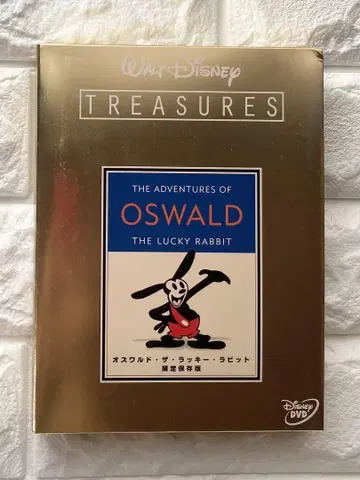 WALT DISNEY
TREASURES
THE ADVENTURES OF
OSWALD
THE LUCKY RABBIT
オズワルド・ザ・ラッキー・ラビット
限定保存版
Disney
DVD